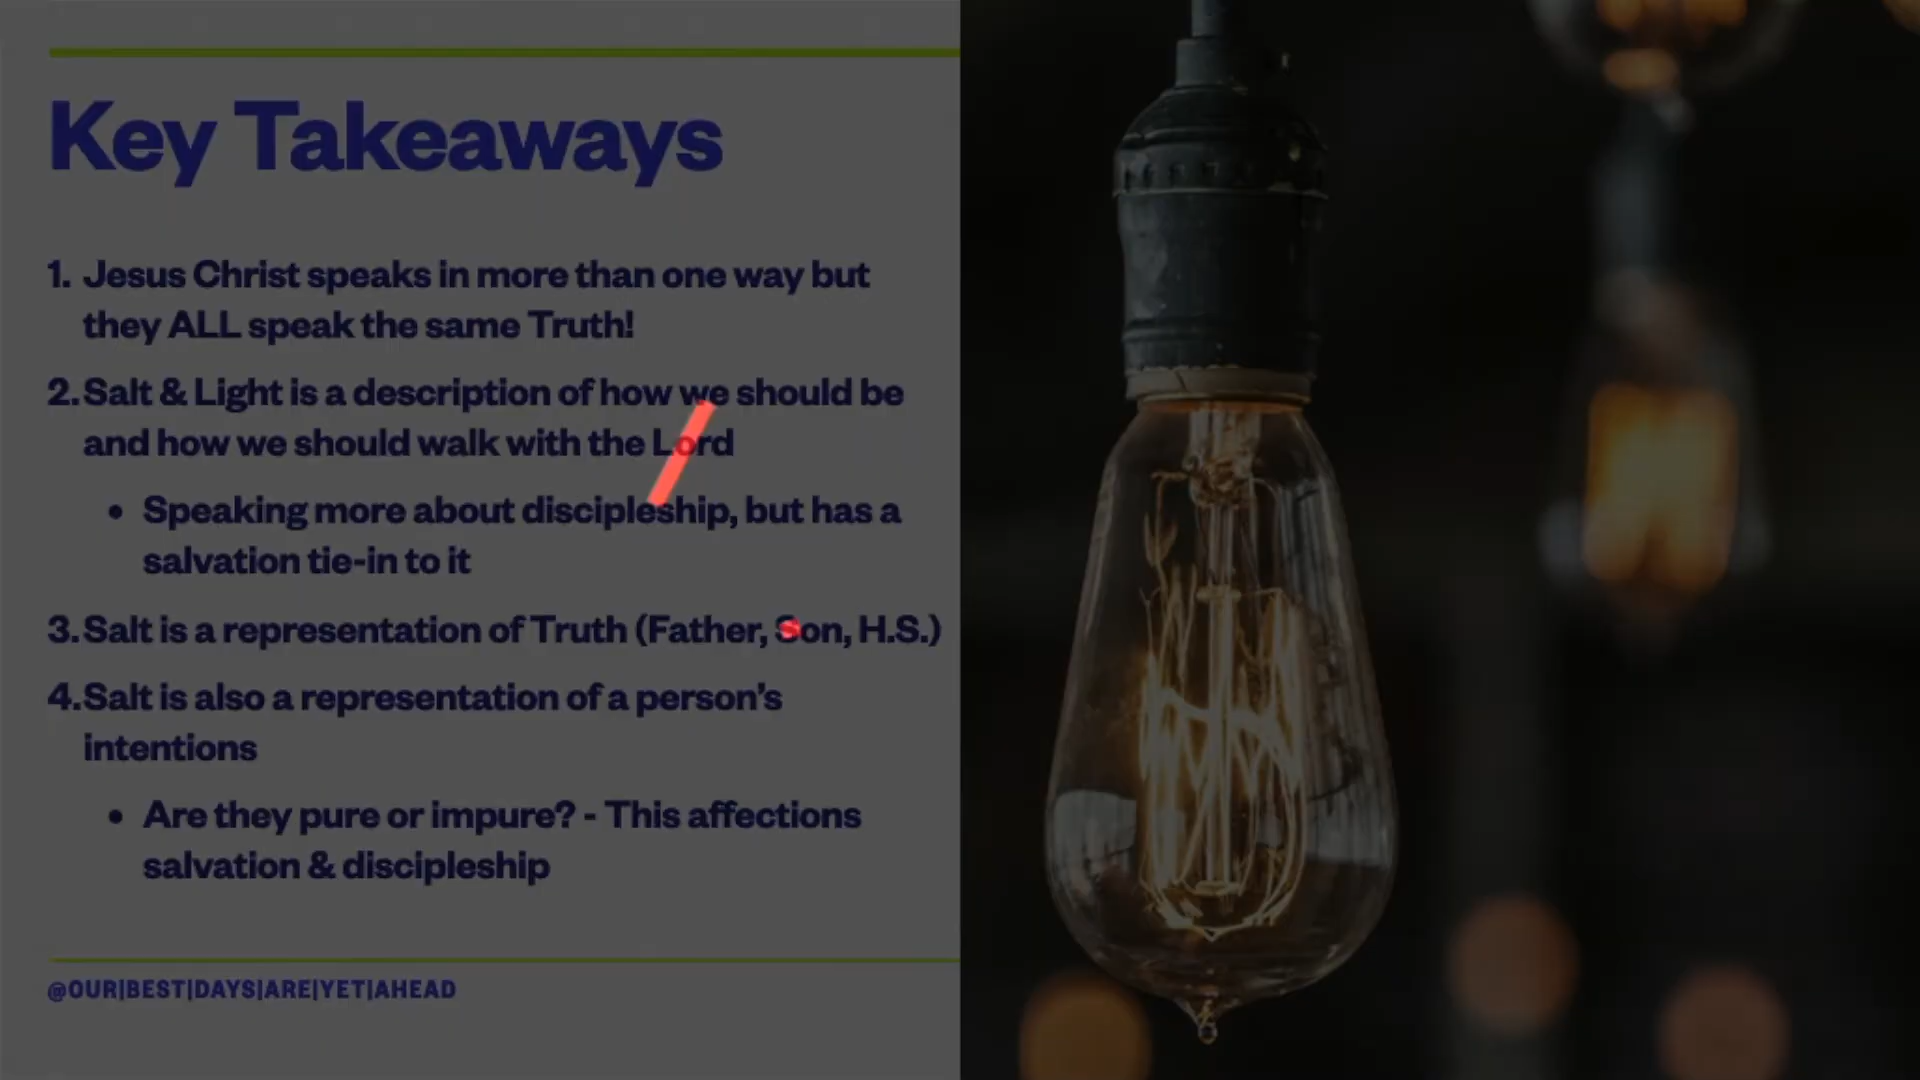 Key Takeaways
1. Jesus Christ speaks in more than one way but
they ALL speak the same Truth!
2. Salt & Light is a description of how we should be
and how we should walk with the Lord
• Speaking more about discipleship, but has a
salvation tie-in to it
3. Salt is a representation of Truth (Father, Son, H.S.)
4. Salt is also a representation of a person's
intentions
• Are they pure or impure? - This affections
salvation & discipleship
@OUR|BEST|DAYS|ARE|YET|AHEAD